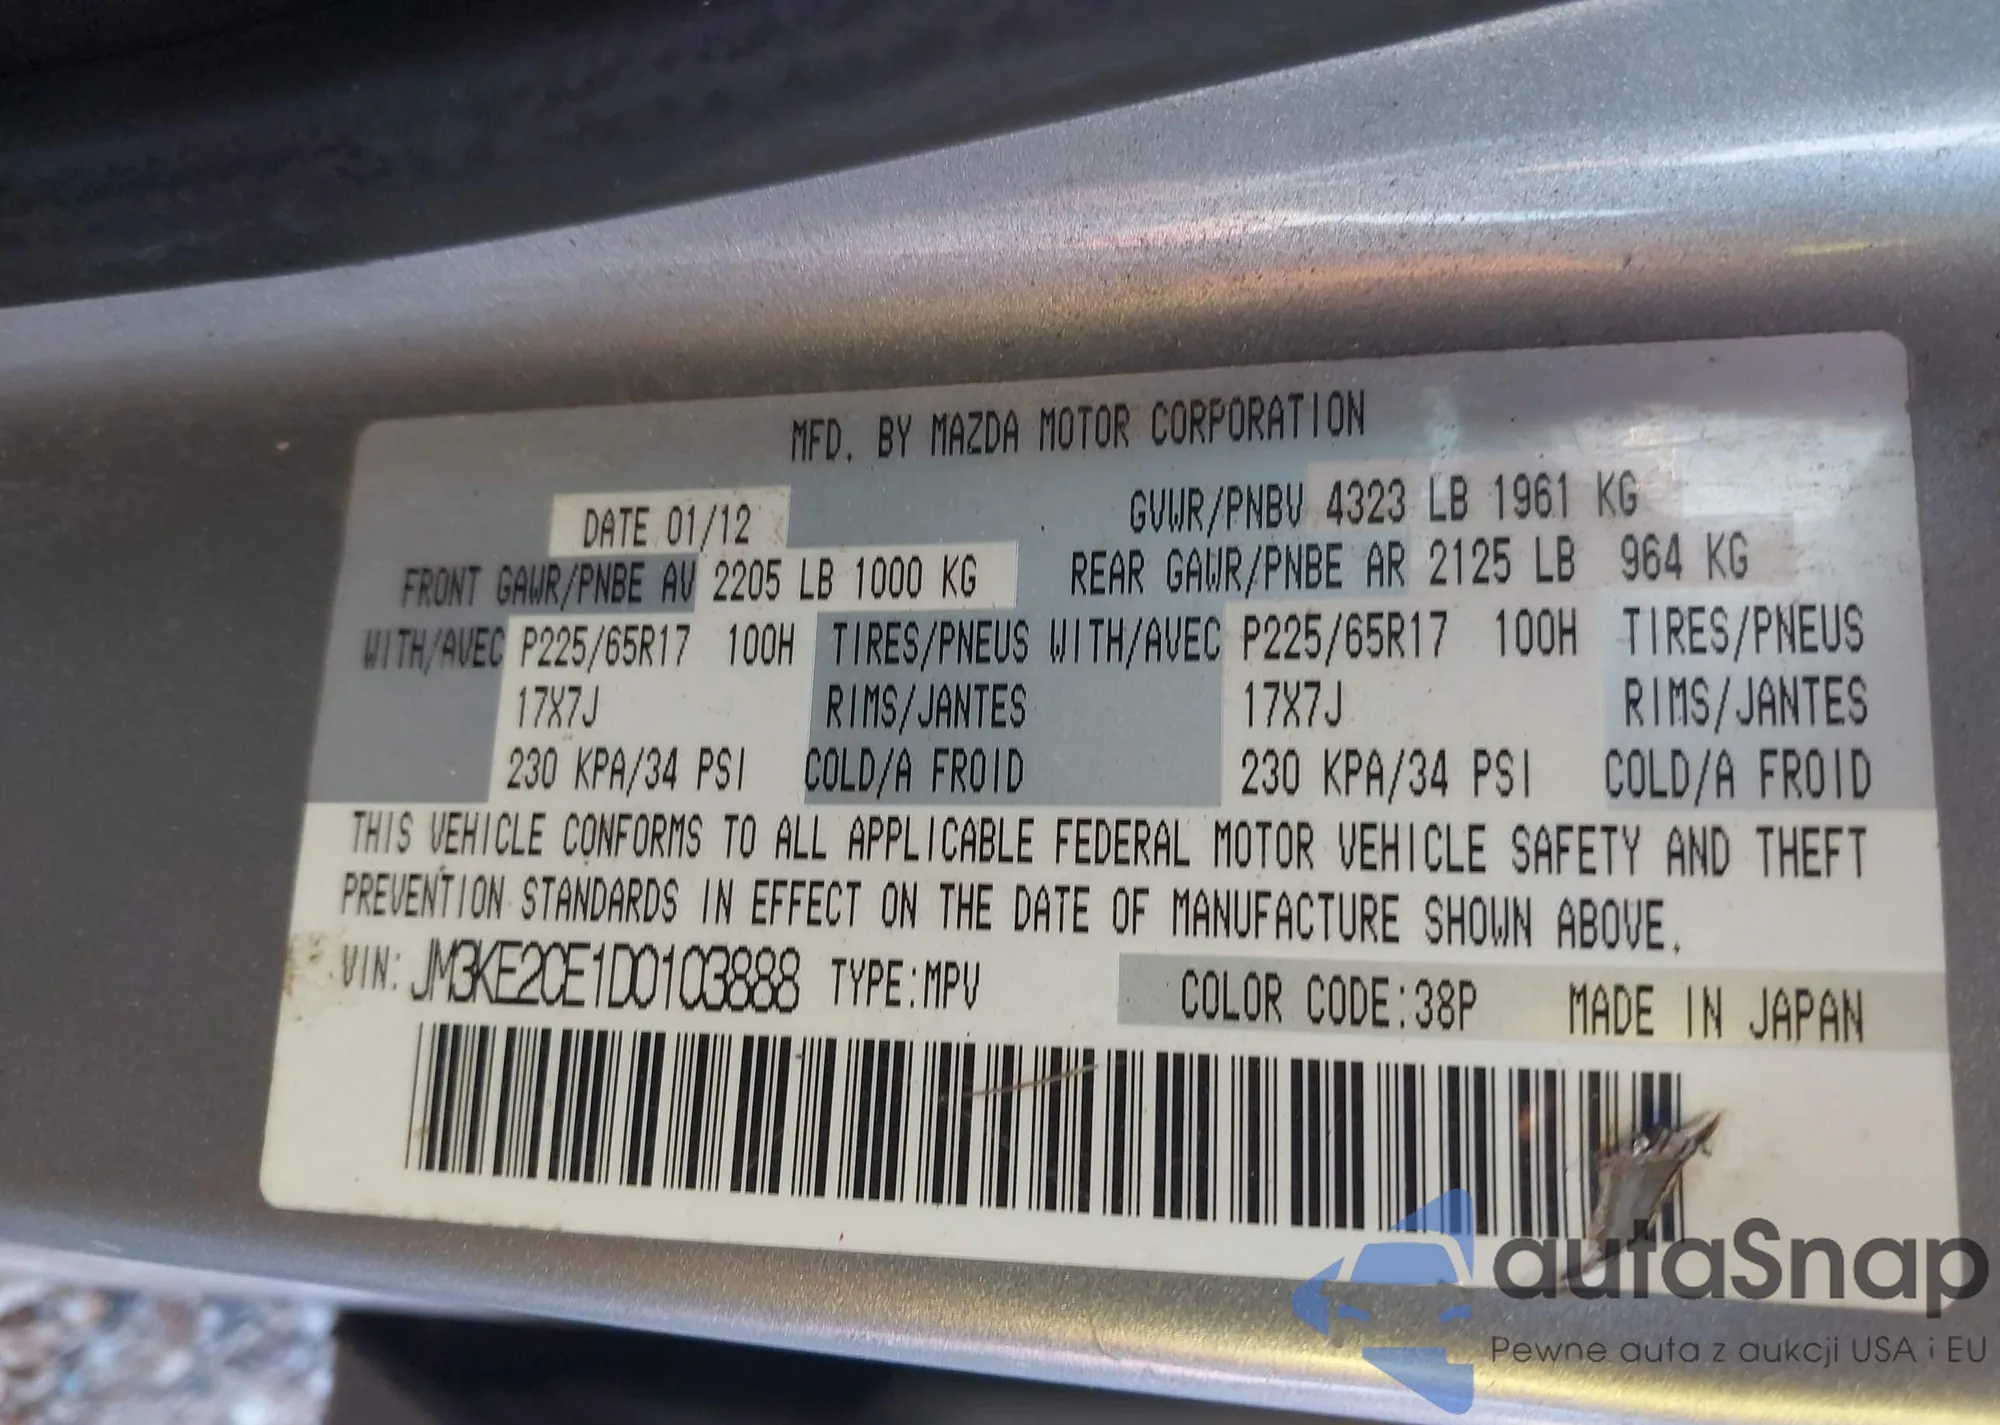 MFD. BY MAZDA MOTOR CORPORATION
DATE 01/12 GVWR/PNBV 4323 LB 1961 KG
FRONT GAWR/PNBE AV 2205 LB 1000 KG REAR GAWR/PNBE AR 2125 LB 964 KG
WITH/AVEC P225/65R17 100H TIRES/PNEUS WITH/AVEC P225/65R17 100H TIRES/PNEUS
17X7J RIMS/JANTES 17X7J RIMS/JANTES
230 KPA/34 PSI COLD/A FROID 230 KPA/34 PSI COLD/A FROID
THIS VEHICLE CONFORMS TO ALL APPLICABLE FEDERAL MOTOR VEHICLE SAFETY AND THEFT
PREVENTION STANDARDS IN EFFECT ON THE DATE OF MANUFACTURE SHOWN ABOVE.
VIN: JM3KE2CE1D0103888 TYPE:MPV COLOR CODE:38P MADE IN JAPAN
autaSnap
Pewne auta z aukcji USA i EU